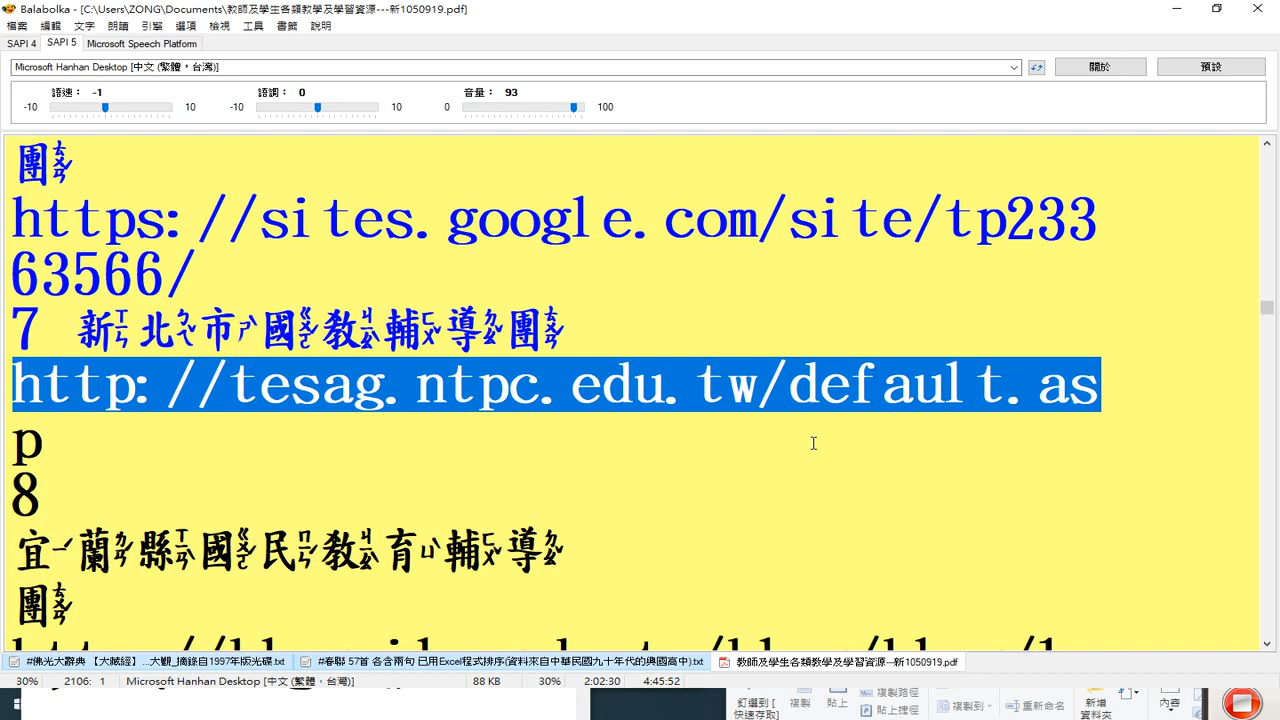 Balabolka - [C:\Users\ZONG\Documents\教師及學生各類教學及學習資源---新1050919.pdf]
檔案 編輯 文字 朗讀 引擎 選項 檢視 工具 書籤 說明
SAPI 4 SAPI 5 Microsoft Speech Platform
Microsoft Hanhan Desktop [中文 (繁體，台灣)] 關於 預設
語速： -1 語調： 0 音量： 93
-10 10 -10 10 0 100
團
https://sites.google.com/site/tp233
63566/
7 新北市國教輔導團
http://tesag.ntpc.edu.tw/default.as
p
8
宜蘭縣國民教育輔導
團
#佛光大辭典 【大藏經】 ...大觀_摘錄自1997年版光碟.txt #春聯 57首 各含兩句 已用Excel程式排序(資料來自中華民國九十年代的興國高中).txt 教師及學生各類教學及學習資源---新1050919.pdf
30% 2106: 1 Microsoft Hanhan Desktop [中文 (繁體，台灣)] 88 KB 30% 2:02:30 4:45:52
釘選到 [ 複製 貼上 複製路徑 新增 內容
快速存取] 貼上捷徑 複製到 重新命名 資料夾